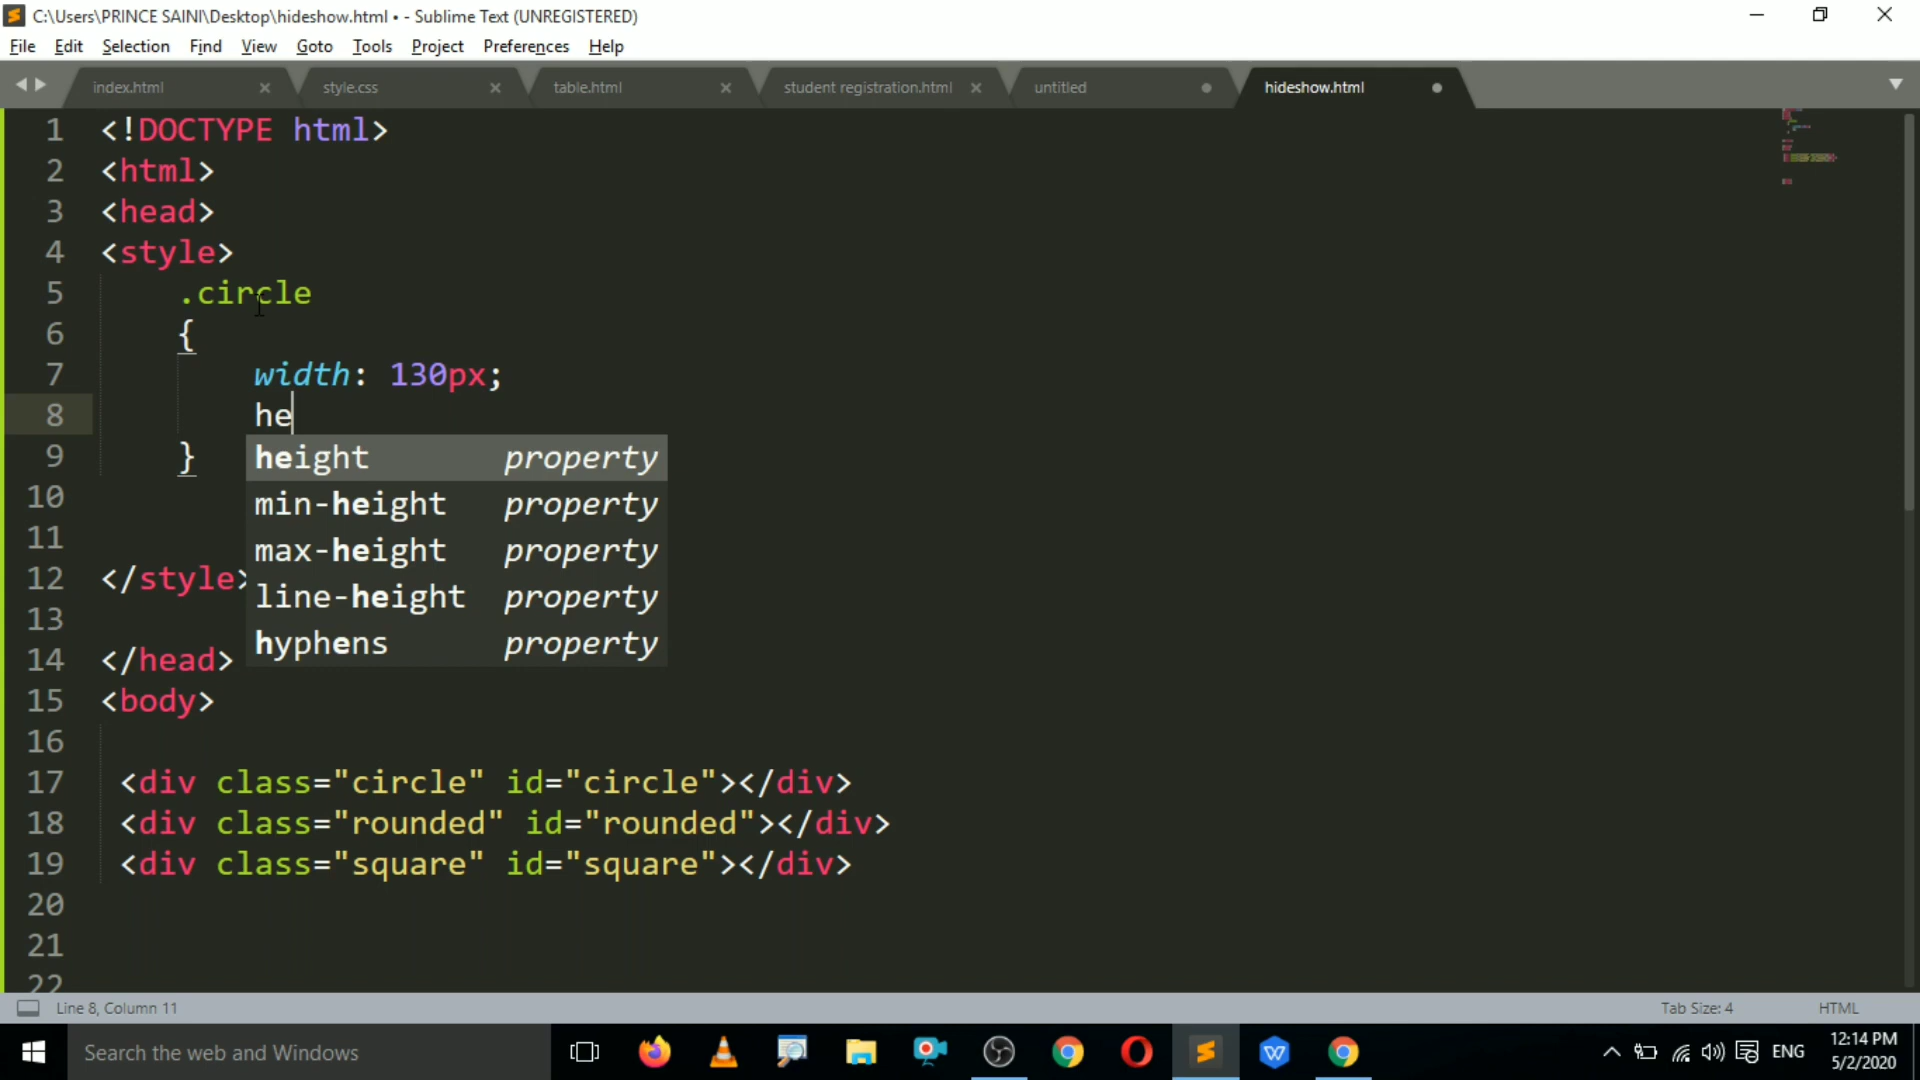 C:\Users\PRINCE SAINI\Desktop\hideshow.html • - Sublime Text (UNREGISTERED)
File Edit Selection Find View Goto Tools Project Preferences Help
index.html × style.css × table.html × student registration.html × untitled hideshow.html
1 <!DOCTYPE html>
2 <html>
3 <head>
4 <style>
5 .circle
6 {
7 width: 130px;
8 he
9 }
height property
min-height property
max-height property
line-height property
hyphens property
10
11
12 </style>
13
14 </head>
15 <body>
16
17 <div class="circle" id="circle"></div>
18 <div class="rounded" id="rounded"></div>
19 <div class="square" id="square"></div>
20
21
22
Line 8, Column 11 Tab Size: 4 HTML
Search the web and Windows
ENG 12:14 PM
5/2/2020